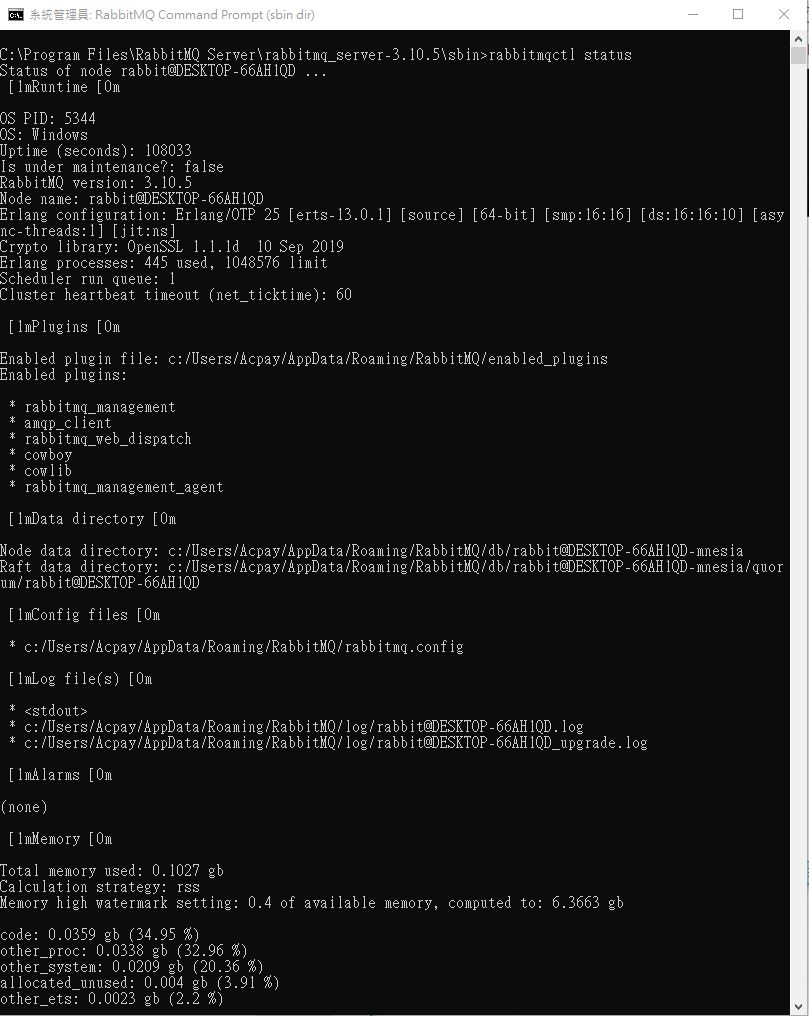 系統管理員: RabbitMQ Command Prompt (sbin dir)
C:\Program Files\RabbitMQ Server\rabbitmq_server-3.10.5\sbin>rabbitmqctl status
Status of node rabbit@DESKTOP-66AH1QD ...
[1mRuntime [0m
OS PID: 5344
OS: Windows
Uptime (seconds): 108033
Is under maintenance?: false
RabbitMQ version: 3.10.5
Node name: rabbit@DESKTOP-66AH1QD
Erlang configuration: Erlang/OTP 25 [erts-13.0.1] [source] [64-bit] [smp:16:16] [ds:16:16:10] [asy
nc-threads:1] [jit:ns]
Crypto library: OpenSSL 1.1.1d  10 Sep 2019
Erlang processes: 445 used, 1048576 limit
Scheduler run queue: 1
Cluster heartbeat timeout (net_ticktime): 60
[1mPlugins [0m
Enabled plugin file: c:/Users/Acpay/AppData/Roaming/RabbitMQ/enabled_plugins
Enabled plugins:
* rabbitmq_management
* amqp_client
* rabbitmq_web_dispatch
* cowboy
* cowlib
* rabbitmq_management_agent
[1mData directory [0m
Node data directory: c:/Users/Acpay/AppData/Roaming/RabbitMQ/db/rabbit@DESKTOP-66AH1QD-mnesia
Raft data directory: c:/Users/Acpay/AppData/Roaming/RabbitMQ/db/rabbit@DESKTOP-66AH1QD-mnesia/quor
um/rabbit@DESKTOP-66AH1QD
[1mConfig files [0m
* c:/Users/Acpay/AppData/Roaming/RabbitMQ/rabbitmq.config
[1mLog file(s) [0m
* <stdout>
* c:/Users/Acpay/AppData/Roaming/RabbitMQ/log/rabbit@DESKTOP-66AH1QD.log
* c:/Users/Acpay/AppData/Roaming/RabbitMQ/log/rabbit@DESKTOP-66AH1QD_upgrade.log
[1mAlarms [0m
(none)
[1mMemory [0m
Total memory used: 0.1027 gb
Calculation strategy: rss
Memory high watermark setting: 0.4 of available memory, computed to: 6.3663 gb
code: 0.0359 gb (34.95 %)
other_proc: 0.0338 gb (32.96 %)
other_system: 0.0209 gb (20.36 %)
allocated_unused: 0.004 gb (3.91 %)
other_ets: 0.0023 gb (2.2 %)